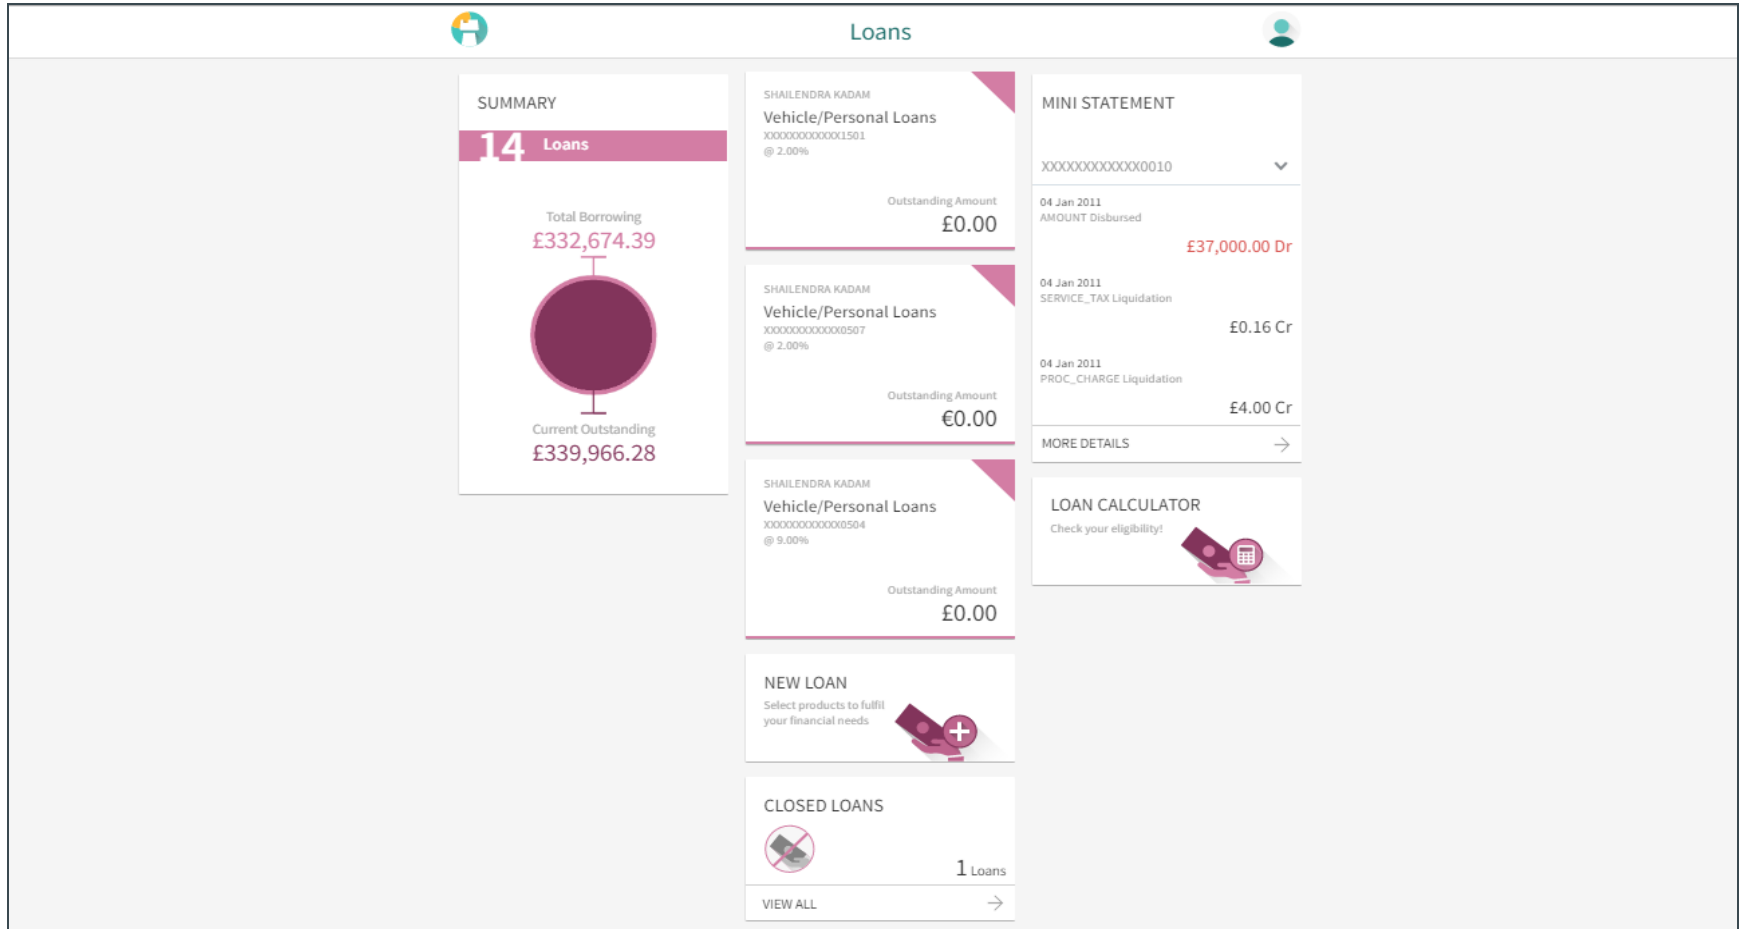 Loans
SUMMARY
14 Loans
Total Borrowing
£332,674.39
Current Outstanding
£339,966.28
SHAILENDRA KADAM
Vehicle/Personal Loans
XXXXXXXXXXXX1501
@ 2.00%
Outstanding Amount
£0.00
SHAILENDRA KADAM
Vehicle/Personal Loans
XXXXXXXXXXXX0507
@ 2.00%
Outstanding Amount
€0.00
SHAILENDRA KADAM
Vehicle/Personal Loans
XXXXXXXXXXXX0504
@ 9.00%
Outstanding Amount
£0.00
NEW LOAN
Select products to fulfil
your financial needs
CLOSED LOANS
1 Loans
VIEW ALL
MINI STATEMENT
XXXXXXXXXXXX0010
04 Jan 2011
AMOUNT Disbursed
£37,000.00 Dr
04 Jan 2011
SERVICE_TAX Liquidation
£0.16 Cr
04 Jan 2011
PROC_CHARGE Liquidation
£4.00 Cr
MORE DETAILS
LOAN CALCULATOR
Check your eligibility!